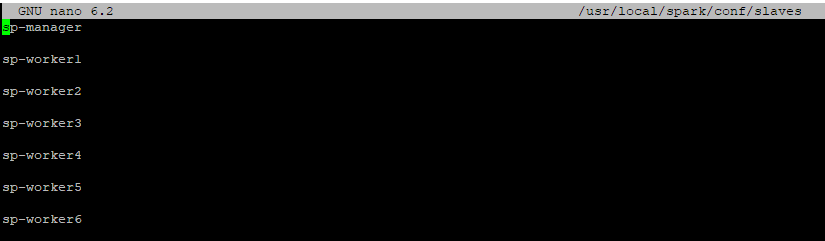 GNU nano 6.2 /usr/local/spark/conf/slaves
sp-manager
sp-worker1
sp-worker2
sp-worker3
sp-worker4
sp-worker5
sp-worker6